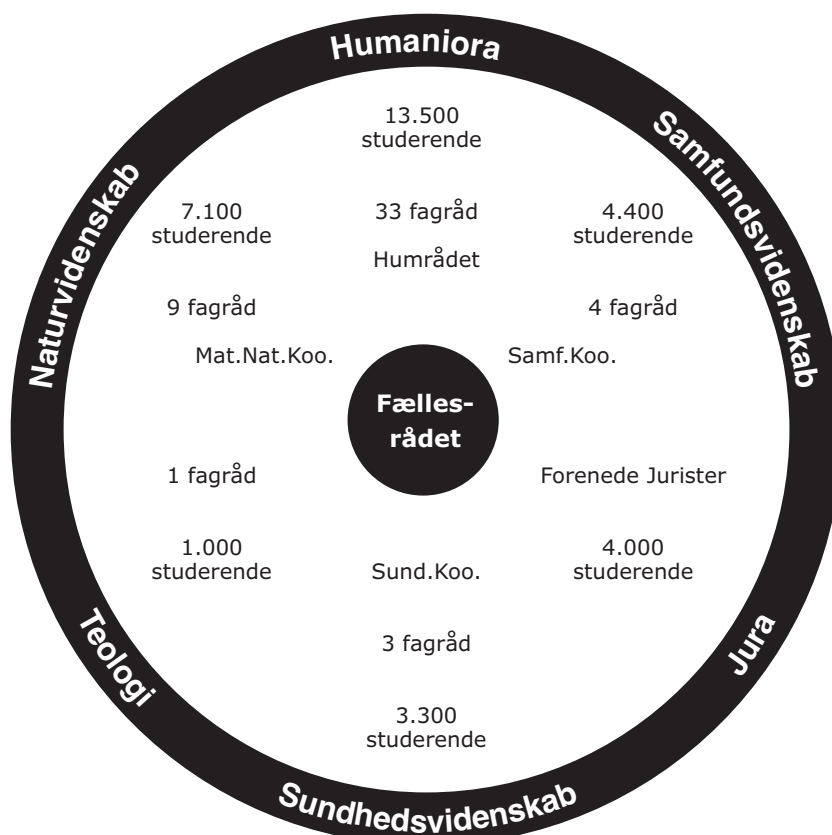 Humaniora
13.500
studerende
33 fagråd
Humrådet
Samfundsvidenskab
4.400
studerende
4 fagråd
Samf.Koo.
Naturvidenskab
7.100
studerende
9 fagråd
Mat.Nat.Koo.
Fælles-
rådet
1 fagråd
1.000
studerende
Teologi
Forenede Jurister
4.000
studerende
Jura
Sund.Koo.
3 fagråd
3.300
studerende
Sundhedsvidenskab